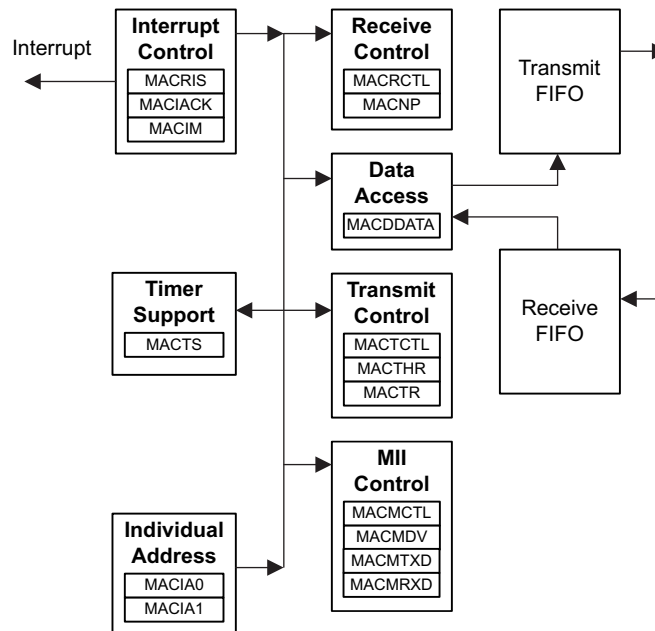 Interrupt
Interrupt
Control
MACRIS
MACIACK
MACIM
Receive
Control
MACRCTL
MACNP
Transmit
FIFO
Data
Access
MACDDATA
Timer
Support
MACTS
Transmit
Control
MACTCTL
MACTHR
MACTR
Receive
FIFO
MII
Control
MACMCTL
MACMDV
MACMTXD
MACMRXD
Individual
Address
MACIA0
MACIA1